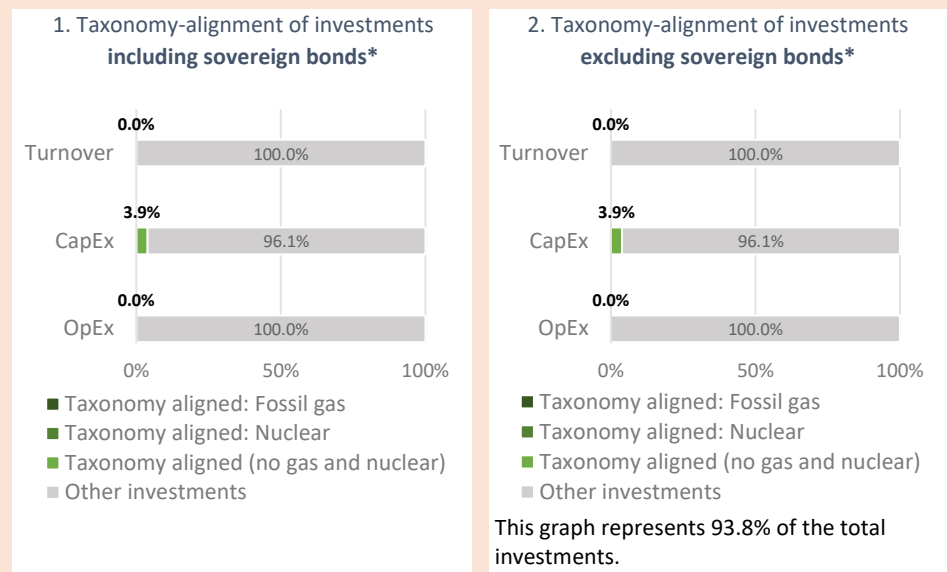 1. Taxonomy-alignment of investments
including sovereign bonds*
0.0%
Turnover
100.0%
3.9%
CapEx
96.1%
0.0%
OpEx
100.0%
0%
50%
100%
Taxonomy aligned: Fossil gas
Taxonomy aligned: Nuclear
Taxonomy aligned (no gas and nuclear)
Other investments
2. Taxonomy-alignment of investments
excluding sovereign bonds*
0.0%
Turnover
100.0%
3.9%
CapEx
96.1%
0.0%
OpEx
100.0%
0%
50%
100%
Taxonomy aligned: Fossil gas
Taxonomy aligned: Nuclear
Taxonomy aligned (no gas and nuclear)
Other investments
This graph represents 93.8% of the total
investments.